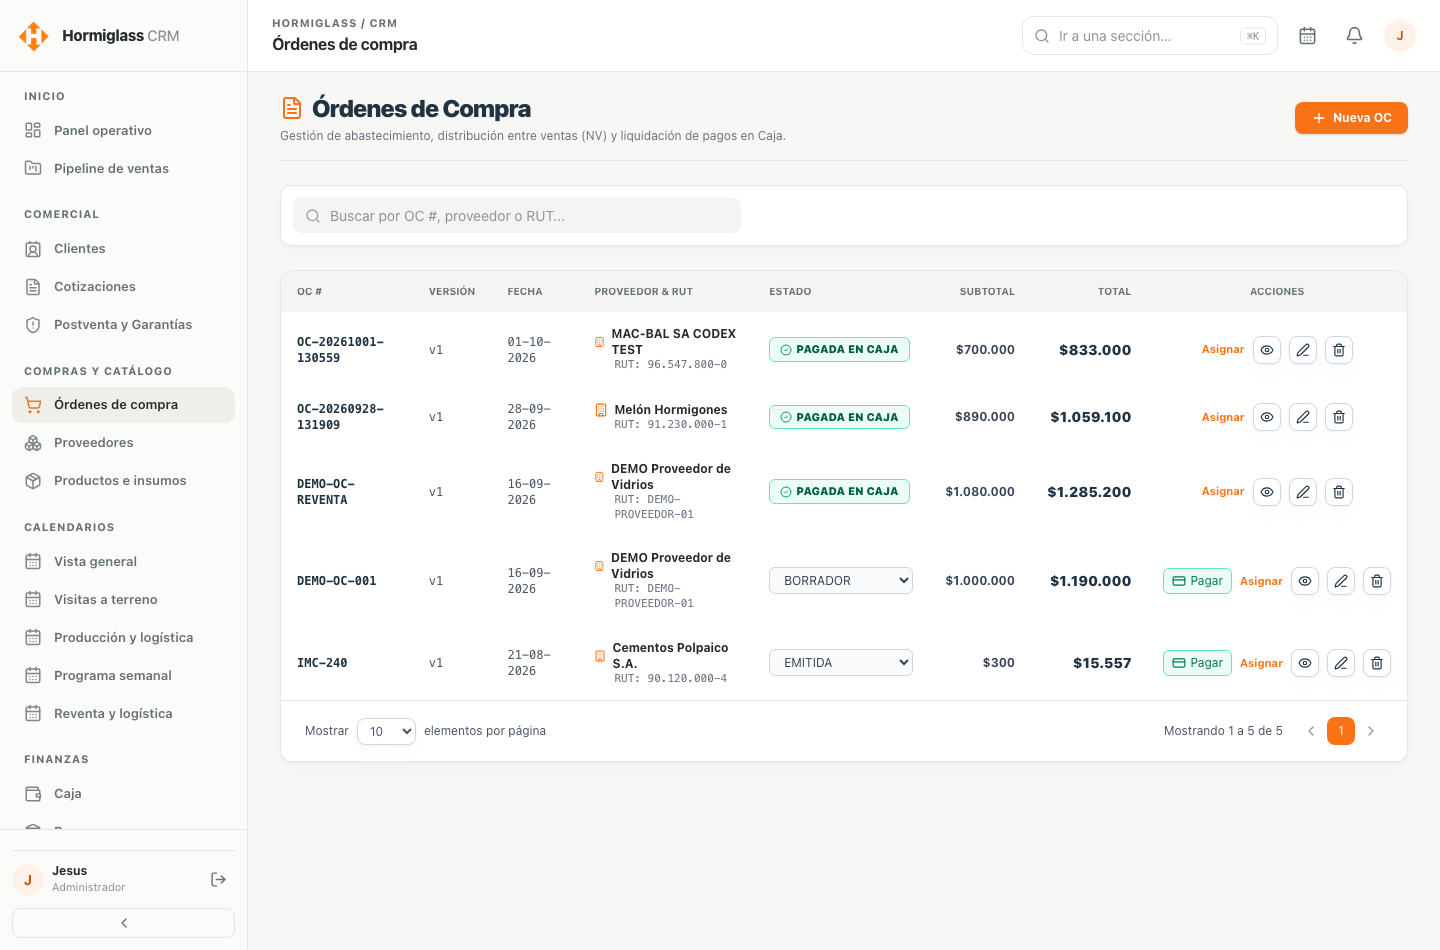 Hormiglass CRM
HORMIGLASS / CRM
Órdenes de compra
Ir a una sección...
⌘K
J
INICIO
Panel operativo
Pipeline de ventas
COMERCIAL
Clientes
Cotizaciones
Postventa y Garantías
COMPRAS Y CATÁLOGO
Órdenes de compra
Proveedores
Productos e insumos
CALENDARIOS
Vista general
Visitas a terreno
Producción y logística
Programa semanal
Reventa y logística
FINANZAS
Caja
J
Jesus
Administrador
Órdenes de Compra
Gestión de abastecimiento, distribución entre ventas (NV) y liquidación de pagos en Caja.
Nueva OC
Buscar por OC #, proveedor o RUT...
OC # VERSIÓN FECHA PROVEEDOR & RUT ESTADO SUBTOTAL TOTAL ACCIONES
OC-20261001-
130559
v1
01-10-
2026
MAC-BAL SA CODEX
TEST
RUT: 96.547.800-0
PAGADA EN CAJA
$700.000
$833.000
Asignar
OC-20260928-
131909
v1
28-09-
2026
Melón Hormigones
RUT: 91.230.000-1
PAGADA EN CAJA
$890.000
$1.059.100
Asignar
DEMO-OC-
REVENTA
v1
16-09-
2026
DEMO Proveedor de
Vidrios
RUT: DEMO-
PROVEEDOR-01
PAGADA EN CAJA
$1.080.000
$1.285.200
Asignar
DEMO-OC-001
v1
16-09-
2026
DEMO Proveedor de
Vidrios
RUT: DEMO-
PROVEEDOR-01
BORRADOR
$1.000.000
$1.190.000
Pagar
Asignar
IMC-240
v1
21-08-
2026
Cementos Polpaico
S.A.
RUT: 90.120.000-4
EMITIDA
$300
$15.557
Pagar
Asignar
Mostrar 10 elementos por página
Mostrando 1 a 5 de 5
1